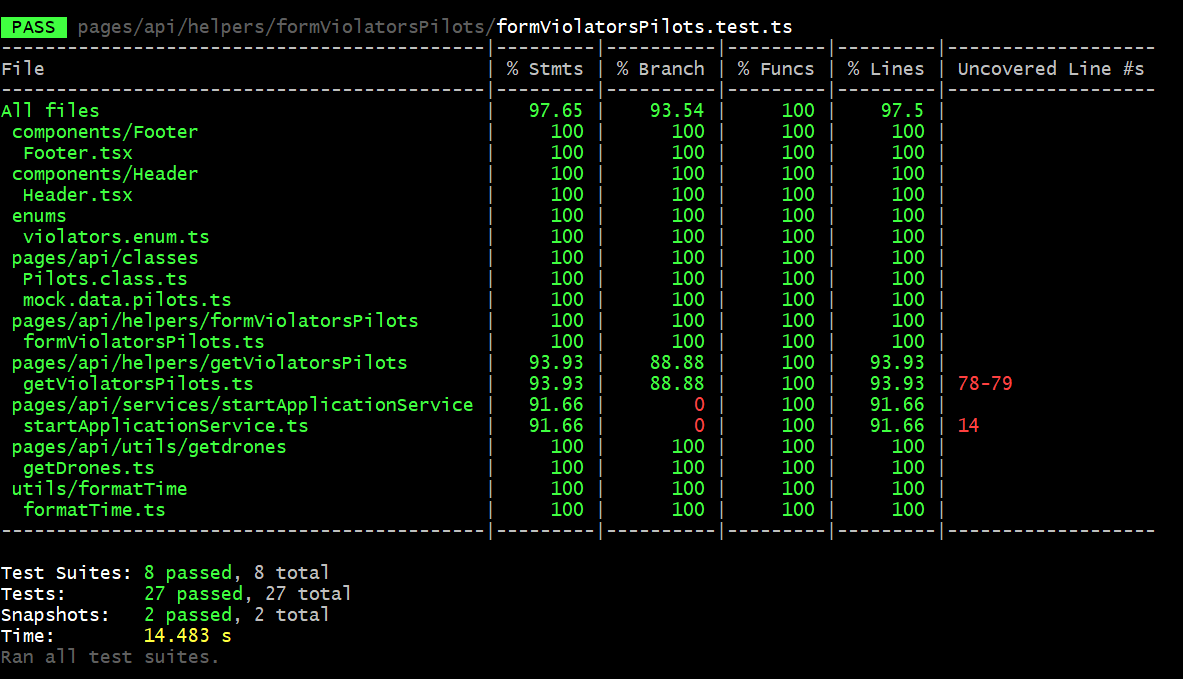 PASS pages/api/helpers/formViolatorsPilots/formViolatorsPilots.test.ts
--------------------------------------------|---------|----------|---------|---------|-------------------
File                                        | % Stmts | % Branch | % Funcs | % Lines | Uncovered Line #s
--------------------------------------------|---------|----------|---------|---------|-------------------
All files                                   |   97.65 |    93.54 |     100 |    97.5 |
 components/Footer                          |     100 |      100 |     100 |     100 |
  Footer.tsx                                |     100 |      100 |     100 |     100 |
 components/Header                          |     100 |      100 |     100 |     100 |
  Header.tsx                                |     100 |      100 |     100 |     100 |
 enums                                      |     100 |      100 |     100 |     100 |
  violators.enum.ts                         |     100 |      100 |     100 |     100 |
 pages/api/classes                          |     100 |      100 |     100 |     100 |
  Pilots.class.ts                           |     100 |      100 |     100 |     100 |
  mock.data.pilots.ts                       |     100 |      100 |     100 |     100 |
 pages/api/helpers/formViolatorsPilots      |     100 |      100 |     100 |     100 |
  formViolatorsPilots.ts                    |     100 |      100 |     100 |     100 |
 pages/api/helpers/getViolatorsPilots       |   93.93 |    88.88 |     100 |   93.93 |
  getViolatorsPilots.ts                     |   93.93 |    88.88 |     100 |   93.93 | 78-79
 pages/api/services/startApplicationService |   91.66 |        0 |     100 |   91.66 |
  startApplicationService.ts                |   91.66 |        0 |     100 |   91.66 | 14
 pages/api/utils/getdrones                  |     100 |      100 |     100 |     100 |
  getDrones.ts                              |     100 |      100 |     100 |     100 |
 utils/formatTime                           |     100 |      100 |     100 |     100 |
  formatTime.ts                             |     100 |      100 |     100 |     100 |
--------------------------------------------|---------|----------|---------|---------|-------------------
Test Suites: 8 passed, 8 total
Tests:       27 passed, 27 total
Snapshots:   2 passed, 2 total
Time:        14.483 s
Ran all test suites.